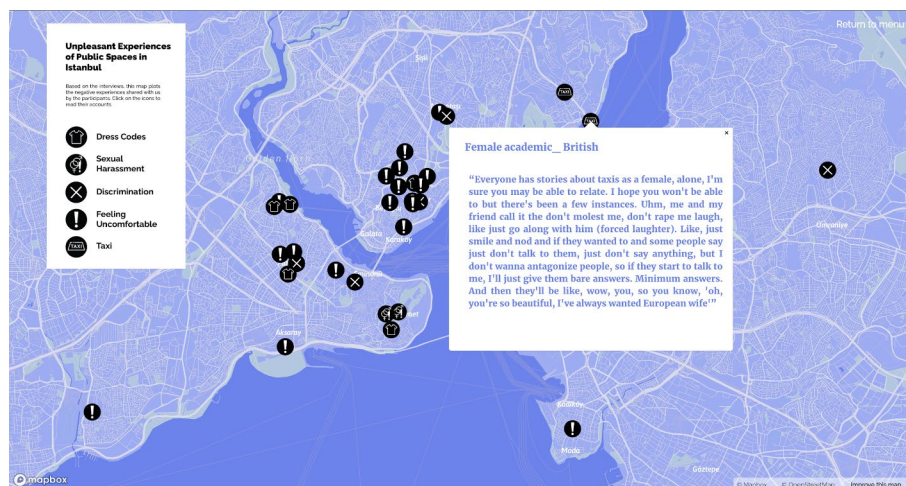 Return to menu
Unpleasant Experiences
of Public Spaces in
Istanbul
Based on the interviews, this map plots
the negative experiences shared with us
by the participants. Click on the icons to
read their accounts.
Dress Codes
Sexual
Harassment
Discrimination
Feeling
Uncomfortable
TAXI
Taxi
Şişli
TAXI
TAXI
Golden Horn
Galata
Karaköy
Aksaray
Ümraniye
Kadıköy
Moda
Göztepe
×
Female academic_ British
“Everyone has stories about taxis as a female, alone, I'm
sure you may be able to relate. I hope you won't be able
to but there's been a few instances. Uhm, me and my
friend call it the don't molest me, don't rape me laugh,
like just go along with him (forced laughter). Like, just
smile and nod and if they wanted to and some people say
just don't talk to them, just don't say anything, but I
don't wanna antagonize people, so if they start to talk to
me, I'll just give them bare answers. Minimum answers.
And then they'll be like, wow, you, so you know, 'oh,
you're so beautiful, I've always wanted European wife'”
mapbox
© Mapbox © OpenStreetMap Improve this map